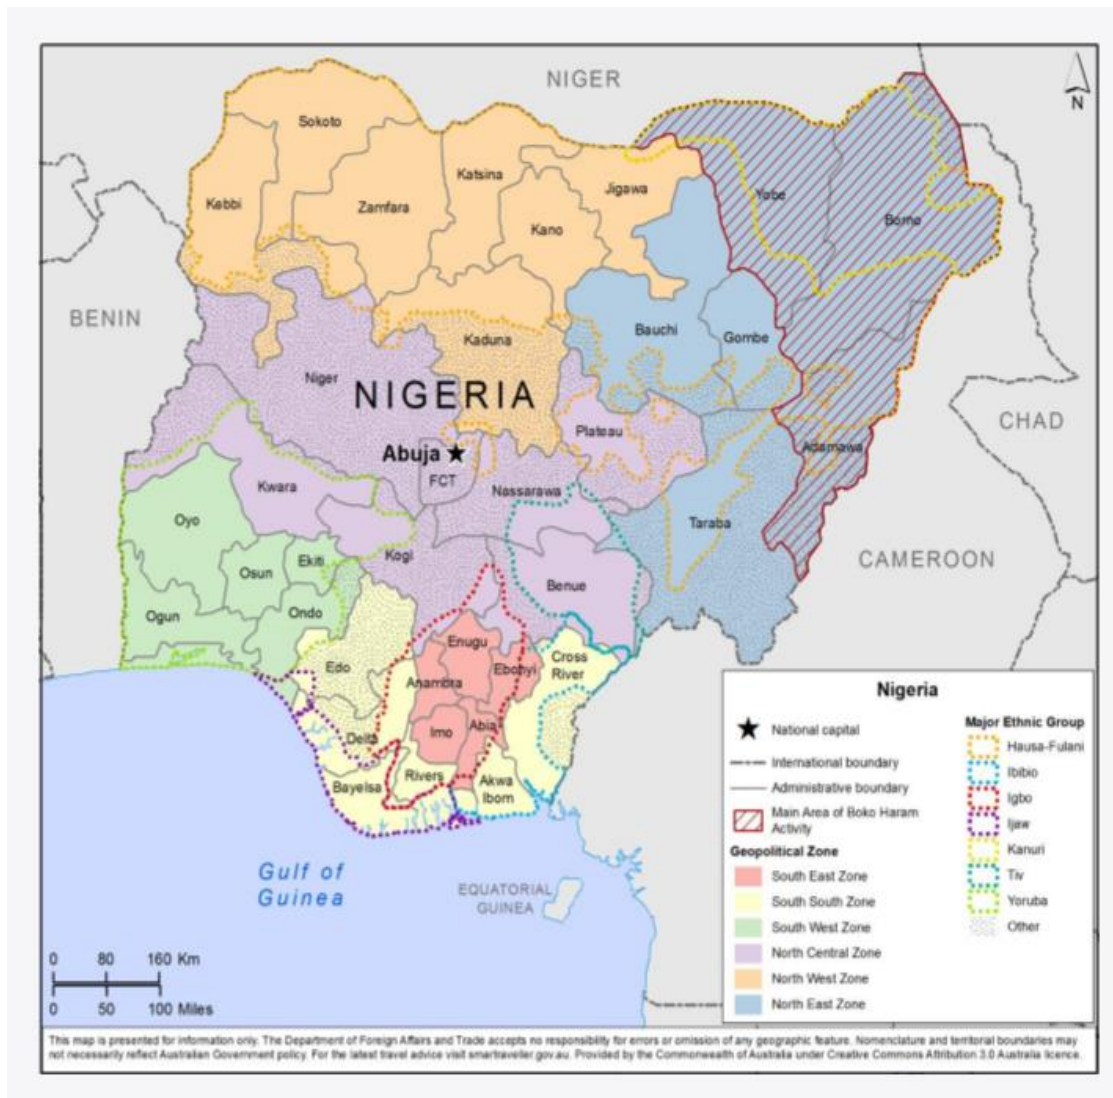 NIGER
N
Sokoto
Katsina
Jigawa
Kebbi
Zamfara
Kano
Yobe
Borno
BENIN
Bauchi
Gombe
Kaduna
Niger
NIGERIA
CHAD
Plateau
Abuja
Adamawa
FCT
Kwara
Nassarawa
Oyo
Taraba
Kogi
CAMEROON
Osun
Ekiti
Benue
Ogun
Ondo
Enugu
Edo
Ebonyi
Cross
River
Anambra
Imo
Abia
Delta
Rivers
Bayelsa
Akwa
Ibom
Gulf of
Guinea
EQUATORIAL
GUINEA
0 80 160 Km
0 50 100 Miles
Nigeria
National capital
International boundary
Administrative boundary
Main Area of Boko Haram
Activity
Geopolitical Zone
South East Zone
South South Zone
South West Zone
North Central Zone
North West Zone
North East Zone
Major Ethnic Group
Hausa-Fulani
Ibibio
Igbo
Ijaw
Kanuri
Tiv
Yoruba
Other
This map is presented for information only. The Department of Foreign Affairs and Trade accepts no responsibility for errors or omission of any geographic feature. Nomenclature and territorial boundaries may
not necessarily reflect Australian Government policy. For the latest travel advice visit smartraveller.gov.au. Provided by the Commonwealth of Australia under Creative Commons Attribution 3.0 Australia licence.